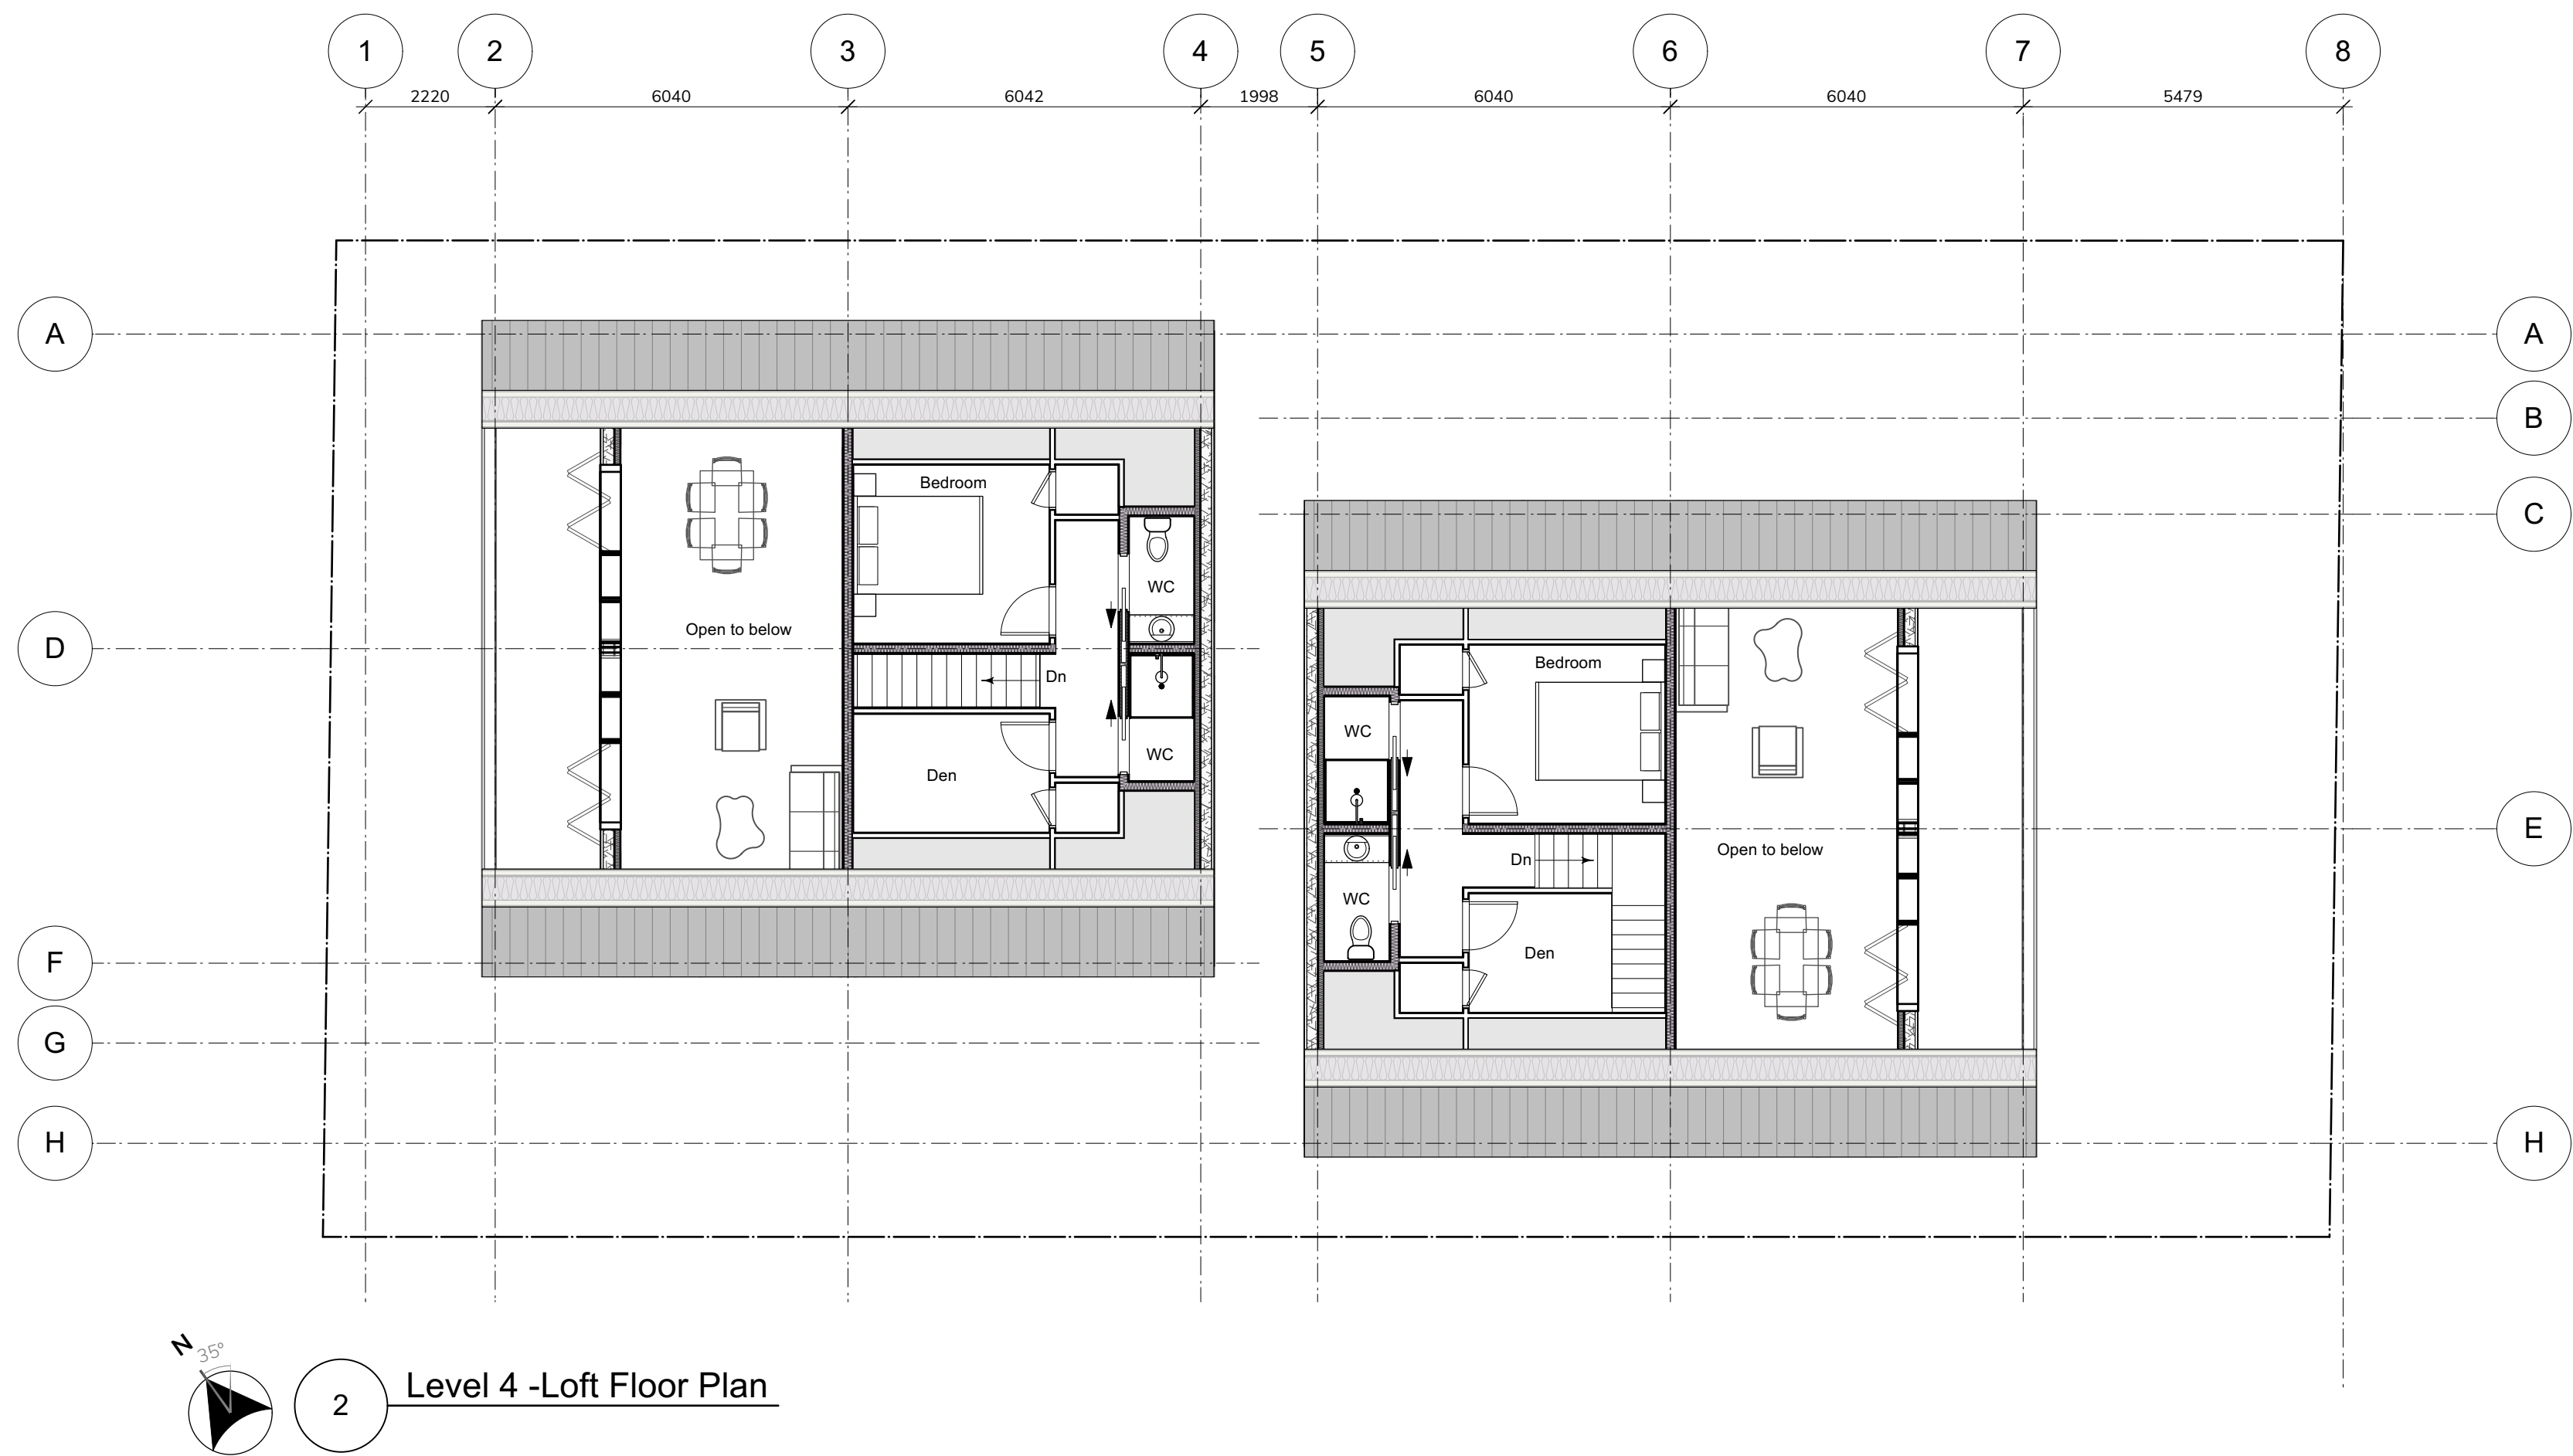 1 2 3 4 5 6 7 8
2220 6040 6042 1998 6040 6040 5479
A A
B
C
Bedroom
WC
Open to below
D
Dn
Bedroom
WC
WC
Den
E
Dn
Open to below
WC
Den
F
G
H H
N 35°
2 Level 4 -Loft Floor Plan